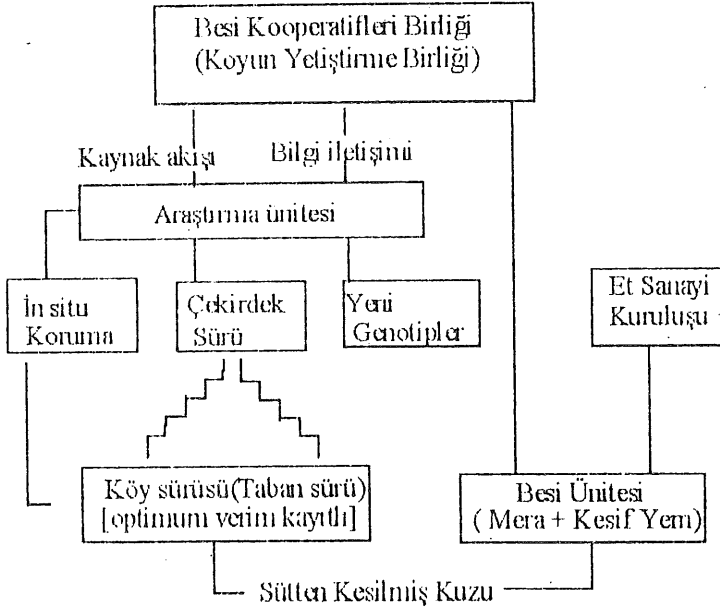 Besi Kooperatifleri Birliği
(Koyun Yetiştirme Birliği)
Kaynak akışı
Bilgi iletişimi
Araştırma ünitesi
İn situ
Koruma
Çekirdek
Sürü
Yeni
Genotipler
Et Sanayi
Kuruluşu
Köy sürüsü(Taban sürü)
[optimum verim kayıtlı]
Besi Ünitesi
( Mera + Kesif Yem)
Sütten Kesilmiş Kuzu